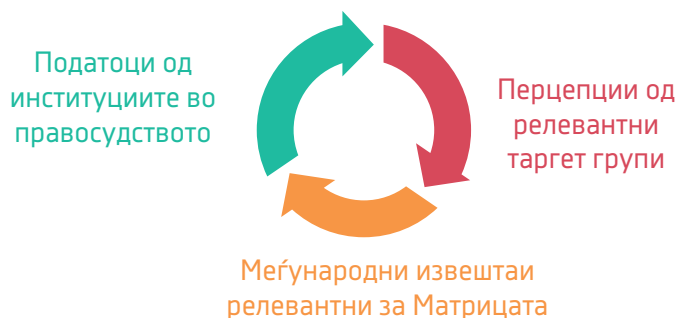 Податоци од
институциите во
правосудството
Перцепции од
релевантни
таргет групи
Меѓународни извештаи
релевантни за Матрицата